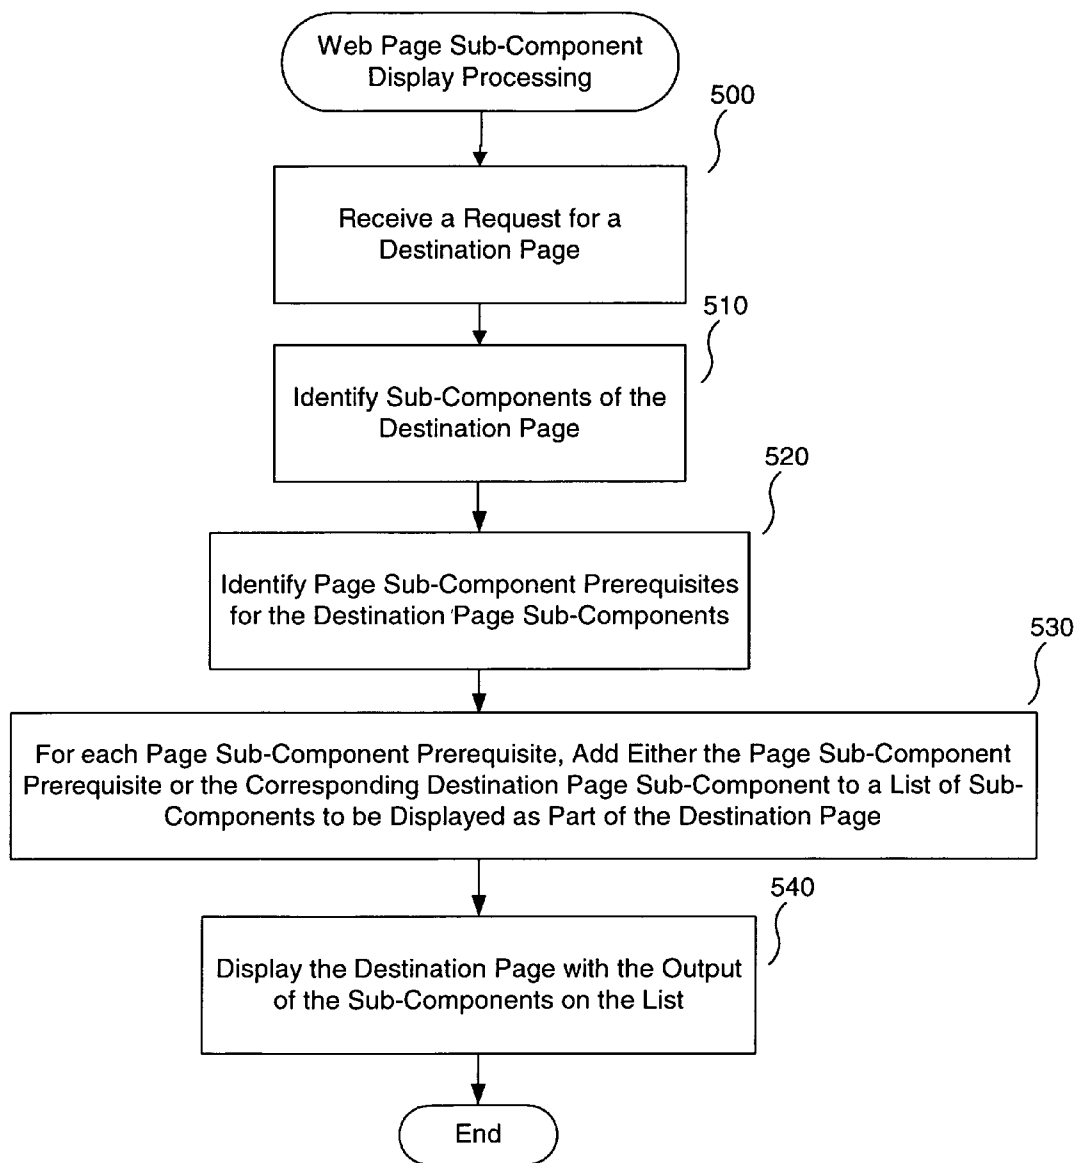 Web Page Sub-Component
Display Processing
500
Receive a Request for a
Destination Page
510
Identify Sub-Components of the
Destination Page
520
Identify Page Sub-Component Prerequisites
for the Destination Page Sub-Components
530
For each Page Sub-Component Prerequisite, Add Either the Page Sub-Component
Prerequisite or the Corresponding Destination Page Sub-Component to a List of Sub-
Components to be Displayed as Part of the Destination Page
540
Display the Destination Page with the Output
of the Sub-Components on the List
End